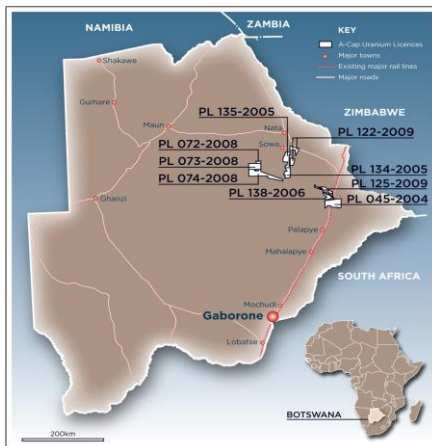 NAMIBIA
ZAMBIA
KEY
A-Cap Uranium Licences
Major towns
Existing major rail lines
Major roads
Shakawe
Gumare
Maun
PL 135-2005
ZIMBABWE
Nata
PL 122-2009
Sowa
PL 072-2008
PL 073-2008
PL 074-2008
PL 134-2005
PL 125-2009
PL 138-2006
PL 045-2004
Ghanzi
Palapye
Mahalapye
SOUTH AFRICA
Mochudi
Gaborone
Lobatse
BOTSWANA
200km